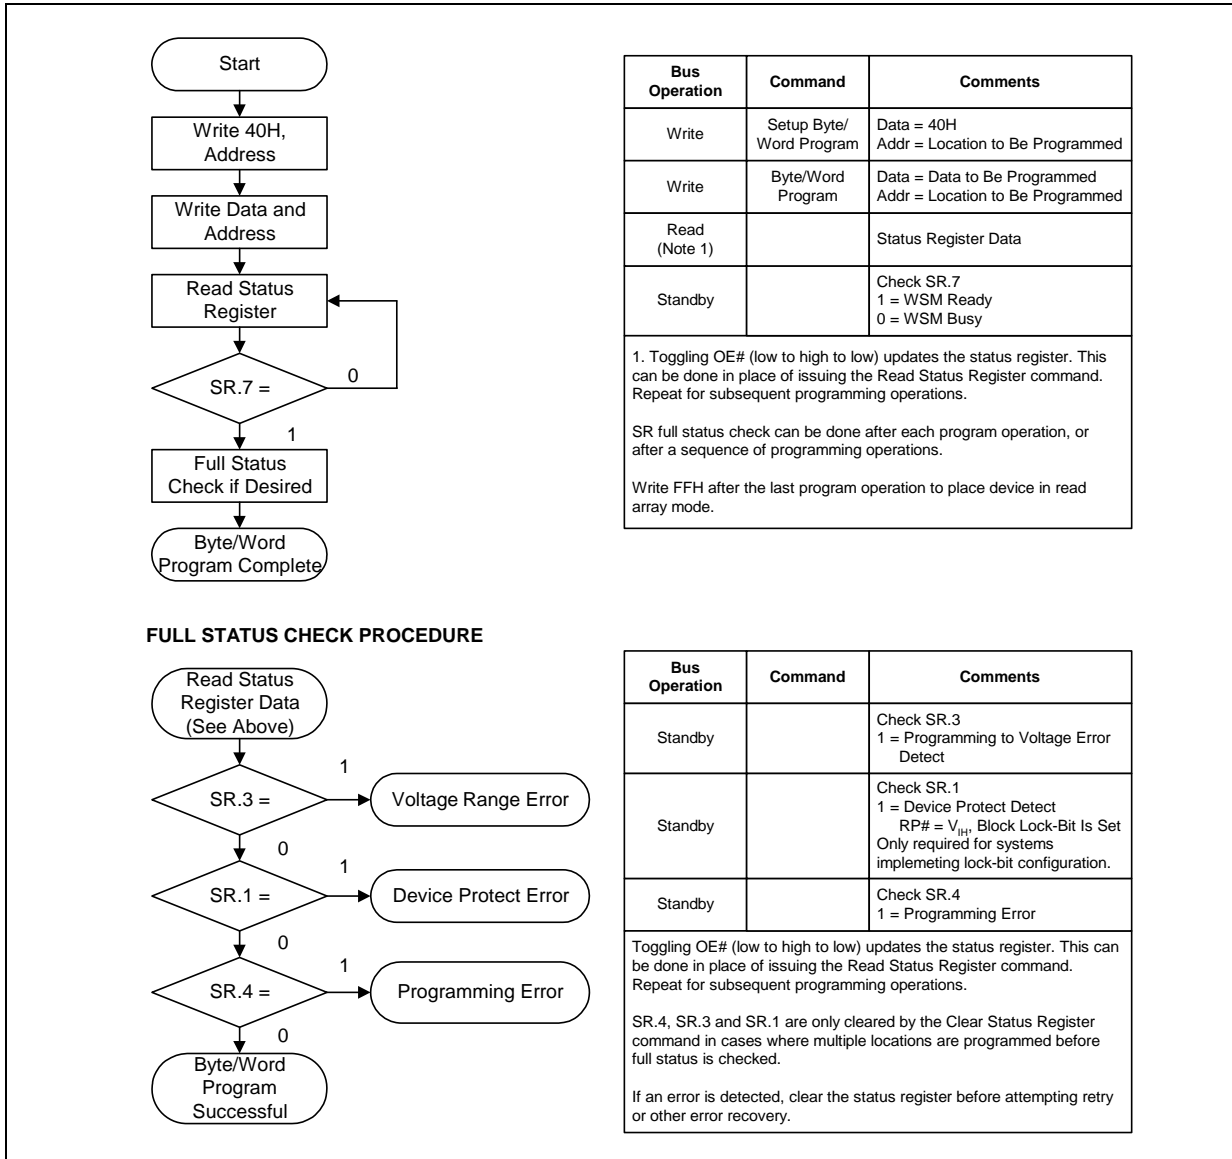 Start
Write 40H,
Address
Write Data and
Address
Read Status
Register
SR.7 =
0
1
Full Status
Check if Desired
Byte/Word
Program Complete
Bus
Operation
Command
Comments
Write
Setup Byte/
Word Program
Data = 40H
Addr = Location to Be Programmed
Write
Byte/Word
Program
Data = Data to Be Programmed
Addr = Location to Be Programmed
Read
(Note 1)
Status Register Data
Standby
Check SR.7
1 = WSM Ready
0 = WSM Busy
1. Toggling OE# (low to high to low) updates the status register. This
can be done in place of issuing the Read Status Register command.
Repeat for subsequent programming operations.
SR full status check can be done after each program operation, or
after a sequence of programming operations.
Write FFH after the last program operation to place device in read
array mode.
FULL STATUS CHECK PROCEDURE
Read Status
Register Data
(See Above)
SR.3 =
1
Voltage Range Error
0
SR.1 =
1
Device Protect Error
0
SR.4 =
1
Programming Error
0
Byte/Word
Program
Successful
Bus
Operation
Command
Comments
Standby
Check SR.3
1 = Programming to Voltage Error
Detect
Standby
Check SR.1
1 = Device Protect Detect
RP# = VIH, Block Lock-Bit Is Set
Only required for systems
implemeting lock-bit configuration.
Standby
Check SR.4
1 = Programming Error
Toggling OE# (low to high to low) updates the status register. This can
be done in place of issuing the Read Status Register command.
Repeat for subsequent programming operations.
SR.4, SR.3 and SR.1 are only cleared by the Clear Status Register
command in cases where multiple locations are programmed before
full status is checked.
If an error is detected, clear the status register before attempting retry
or other error recovery.